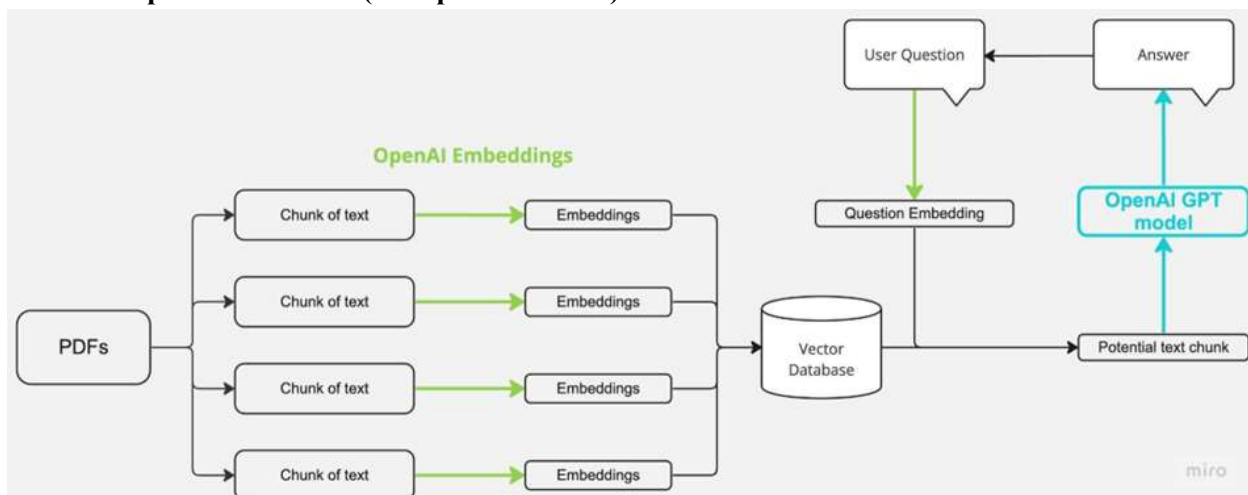 User Question
Answer
OpenAI Embeddings
Chunk of text
Embeddings
Question Embedding
OpenAI GPT
model
Chunk of text
Embeddings
PDFs
Vector
Database
Potential text chunk
Chunk of text
Embeddings
Chunk of text
Embeddings
miro